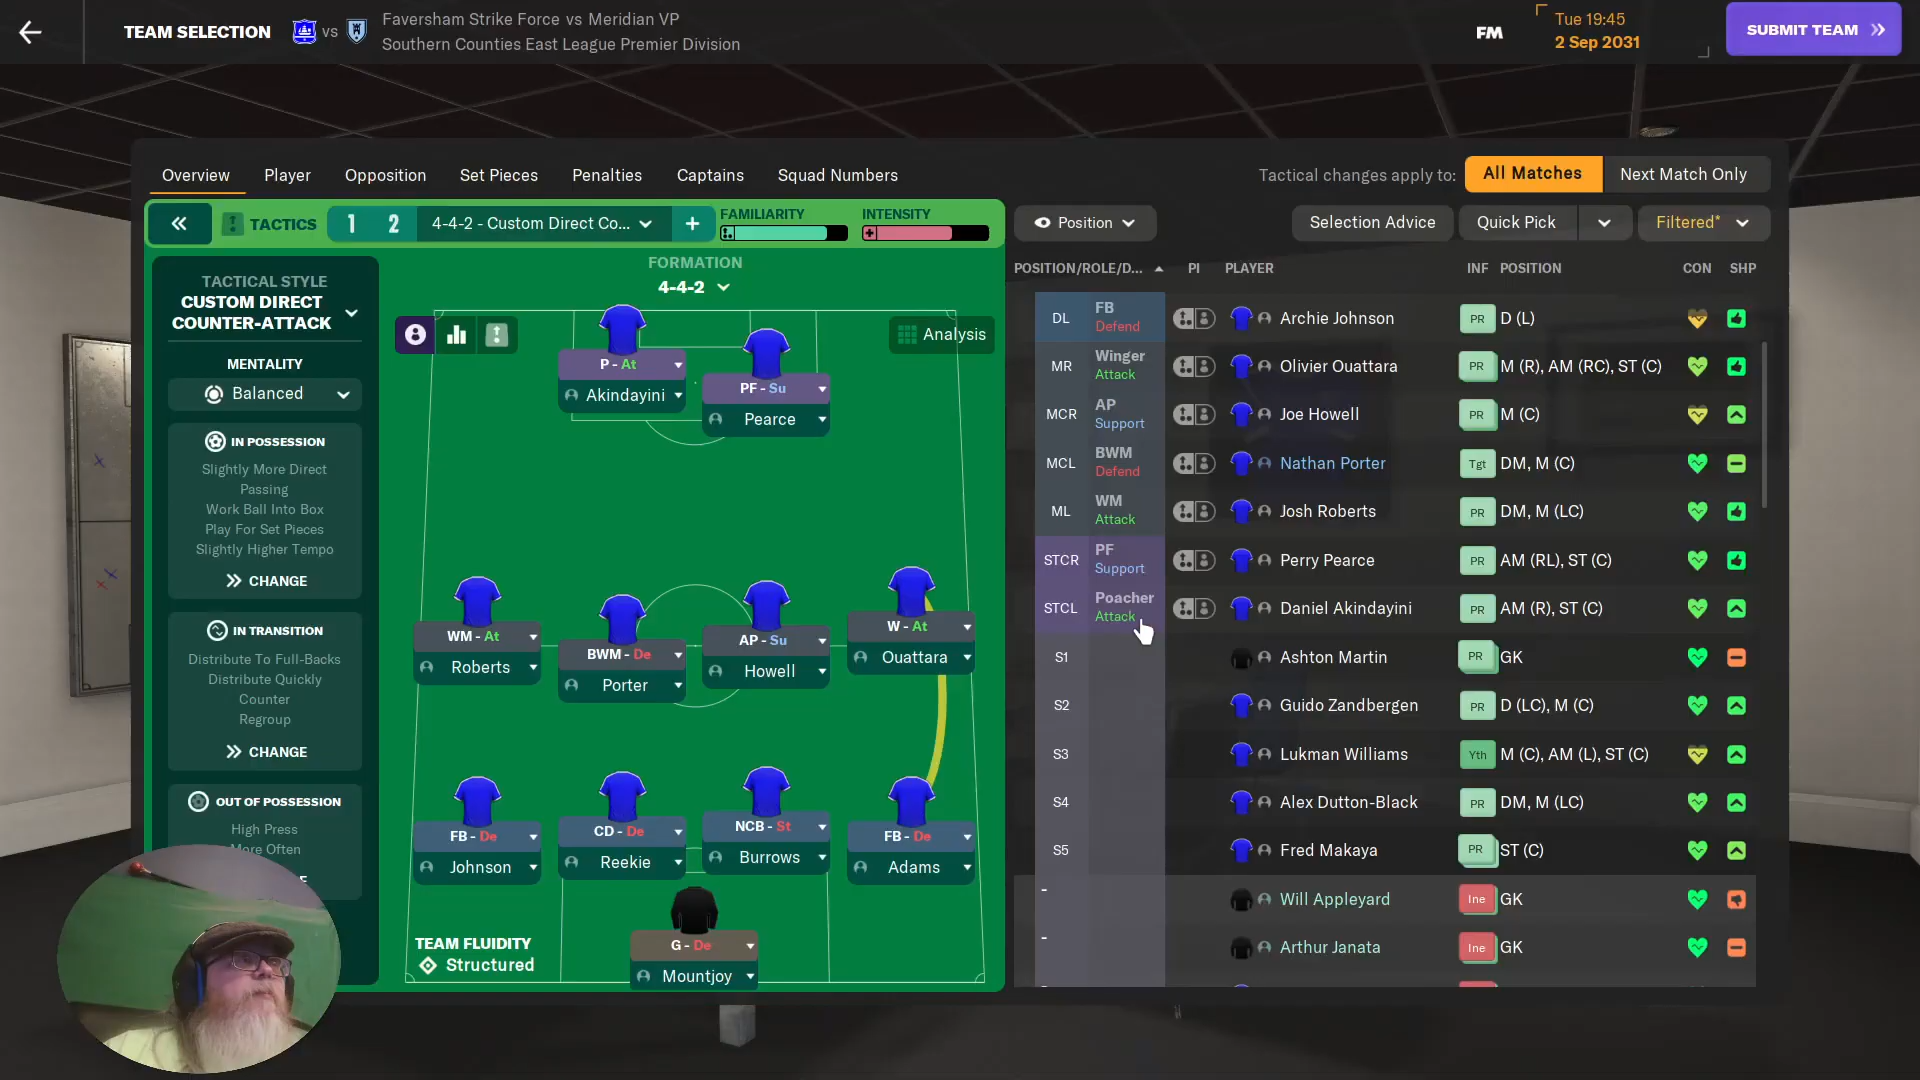 TEAM SELECTION
vs
Faversham Strike Force vs Meridian VP
Southern Counties East League Premier Division
FM
Tue 19:45
2 Sep 2031
SUBMIT TEAM
Overview
Player
Opposition
Set Pieces
Penalties
Captains
Squad Numbers
Tactical changes apply to:
All Matches
Next Match Only
TACTICS
1
2
4-4-2 - Custom Direct Co...
FAMILIARITY
INTENSITY
Position
Selection Advice
Quick Pick
Filtered*
TACTICAL STYLE
CUSTOM DIRECT
COUNTER-ATTACK
MENTALITY
Balanced
IN POSSESSION
Slightly More Direct
Passing
Work Ball Into Box
Play For Set Pieces
Slightly Higher Tempo
CHANGE
IN TRANSITION
Distribute To Full-Backs
Distribute Quickly
Counter
Regroup
CHANGE
OUT OF POSSESSION
High Press
More Often
FORMATION
4-4-2
Analysis
P - At
Akindayini
PF - Su
Pearce
WM - At
Roberts
BWM - De
Porter
AP - Su
Howell
W - At
Ouattara
FB - De
Johnson
CD - De
Reekie
NCB - St
Burrows
FB - De
Adams
G - De
Mountjoy
TEAM FLUIDITY
Structured
POSITION/ROLE/D... PI PLAYER INF POSITION CON SHP
DL FB Defend Archie Johnson PR D (L)
MR Winger Attack Olivier Ouattara PR M (R), AM (RC), ST (C)
MCR AP Support Joe Howell PR M (C)
MCL BWM Defend Nathan Porter Tgt DM, M (C)
ML WM Attack Josh Roberts PR DM, M (LC)
STCR PF Support Perry Pearce PR AM (RL), ST (C)
STCL Poacher Attack Daniel Akindayini PR AM (R), ST (C)
S1 Ashton Martin PR GK
S2 Guido Zandbergen PR D (LC), M (C)
S3 Lukman Williams Yth M (C), AM (L), ST (C)
S4 Alex Dutton-Black PR DM, M (LC)
S5 Fred Makaya PR ST (C)
- Will Appleyard Ine GK
- Arthur Janata Ine GK